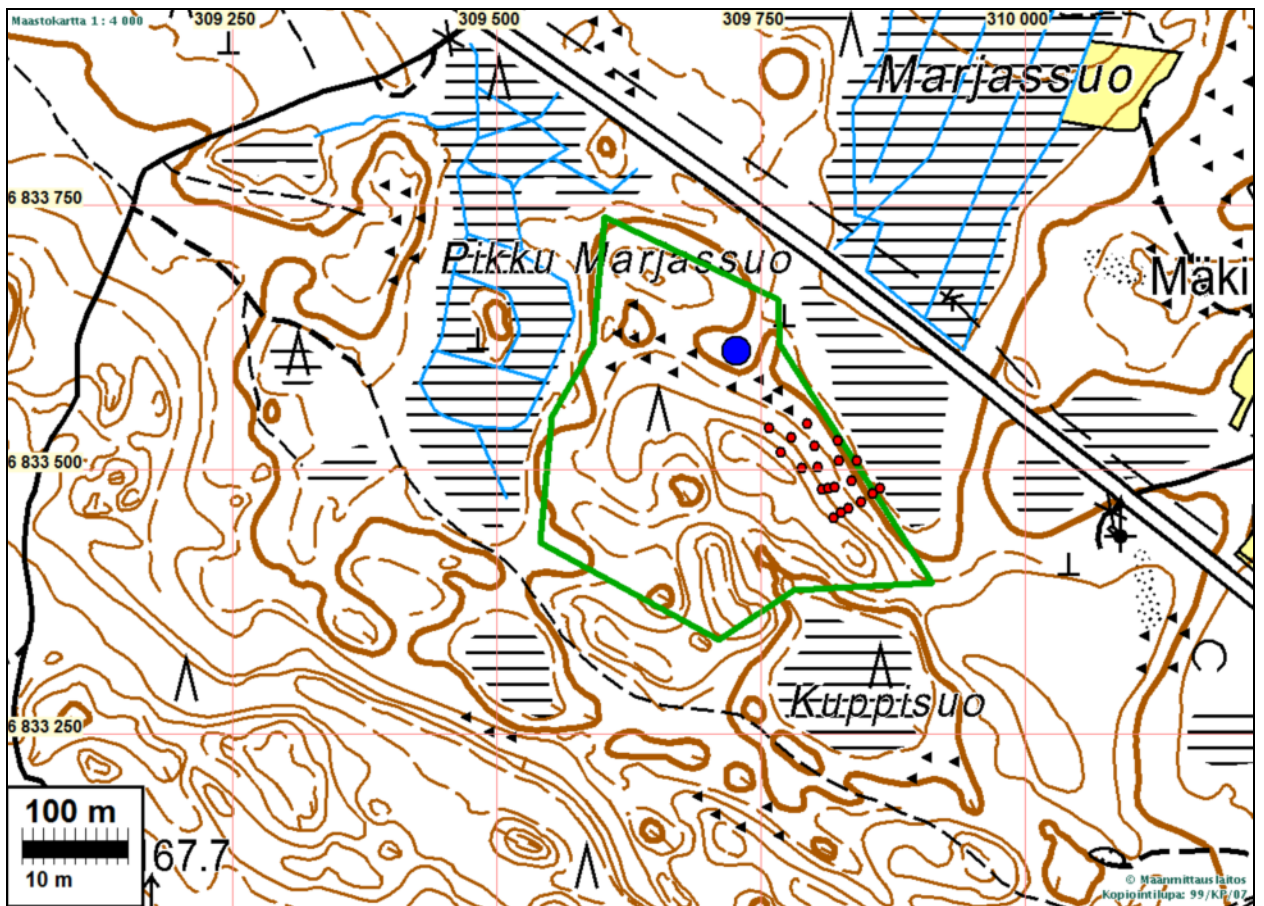 Maastokartta 1 : 4 000
309 250
309 500
309 750
310 000
Marjassuo
6 833 750
Pikku Marjassuo
Mäki
6 833 500
Kuppisuo
6 833 250
100 m
10 m
67.7
© Maanmittauslaitos
Kopiointilupa: 99/KP/07